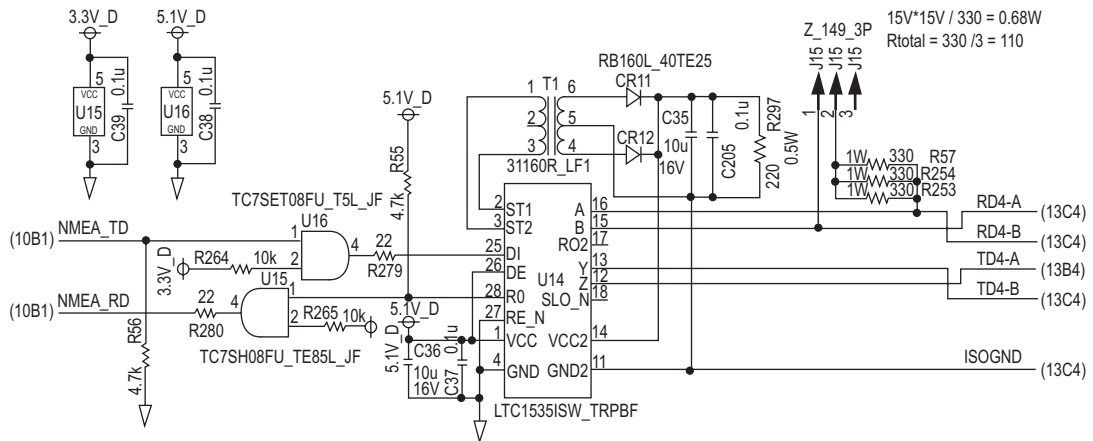 3.3V_D
5.1V_D
15V*15V / 330 = 0.68W
Rtotal = 330 /3 = 110
Z_149_3P
J15
J15
J15
1
2
3
VCC
5
U15
GND
3
0.1u
C39
VCC
5
U16
GND
3
0.1u
C38
5.1V_D
R55
4.7k
RB160L_40TE25
T1
CR11
CR12
1
2
3
6
5
4
31160R_LF1
C35
10u
16V
C205
0.1u
R297
0.5W
220
1W
330
R57
1W
330
R254
1W
330
R253
TC7SET08FU_T5L_JF
U16
(10B1)
NMEA_TD
1
2
4
22
R279
R264
10k
3.3V_D
U15
(10B1)
NMEA_RD
22
R280
4
1
2
R265
10k
5.1V_D
TC7SH08FU_TE85L_JF
R56
4.7k
5.1V_D
C36
10u
16V
0.1u
C37
2
ST1
3
ST2
25
DI
26
DE
28
R0
27
RE_N
1
VCC
4
GND
U14
A
16
B
15
RO2
17
Y
13
Z
12
SLO_N
18
VCC2
14
GND2
11
LTC1535ISW_TRPBF
RD4-A
(13C4)
RD4-B
(13C4)
TD4-A
(13B4)
TD4-B
(13C4)
ISOGND
(13C4)